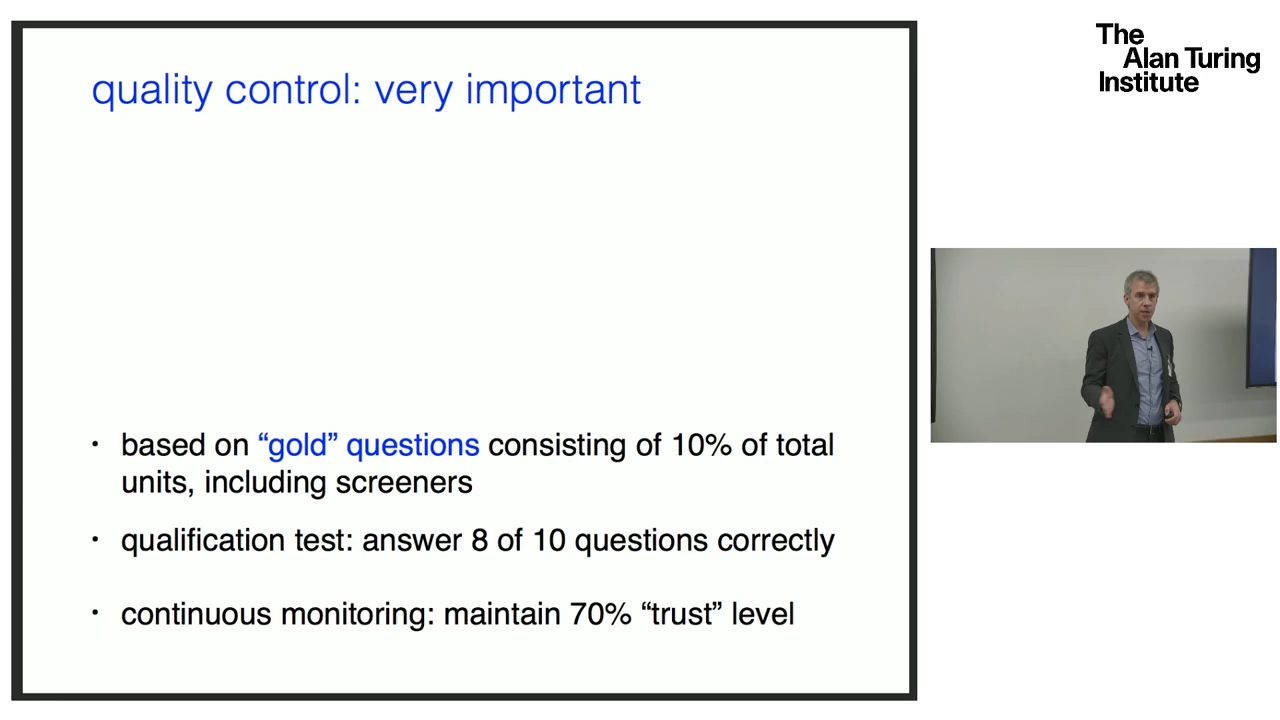 quality control: very important
· based on “gold” questions consisting of 10% of total
units, including screeners
· qualification test: answer 8 of 10 questions correctly
· continuous monitoring: maintain 70% “trust” level
The
Alan Turing
Institute